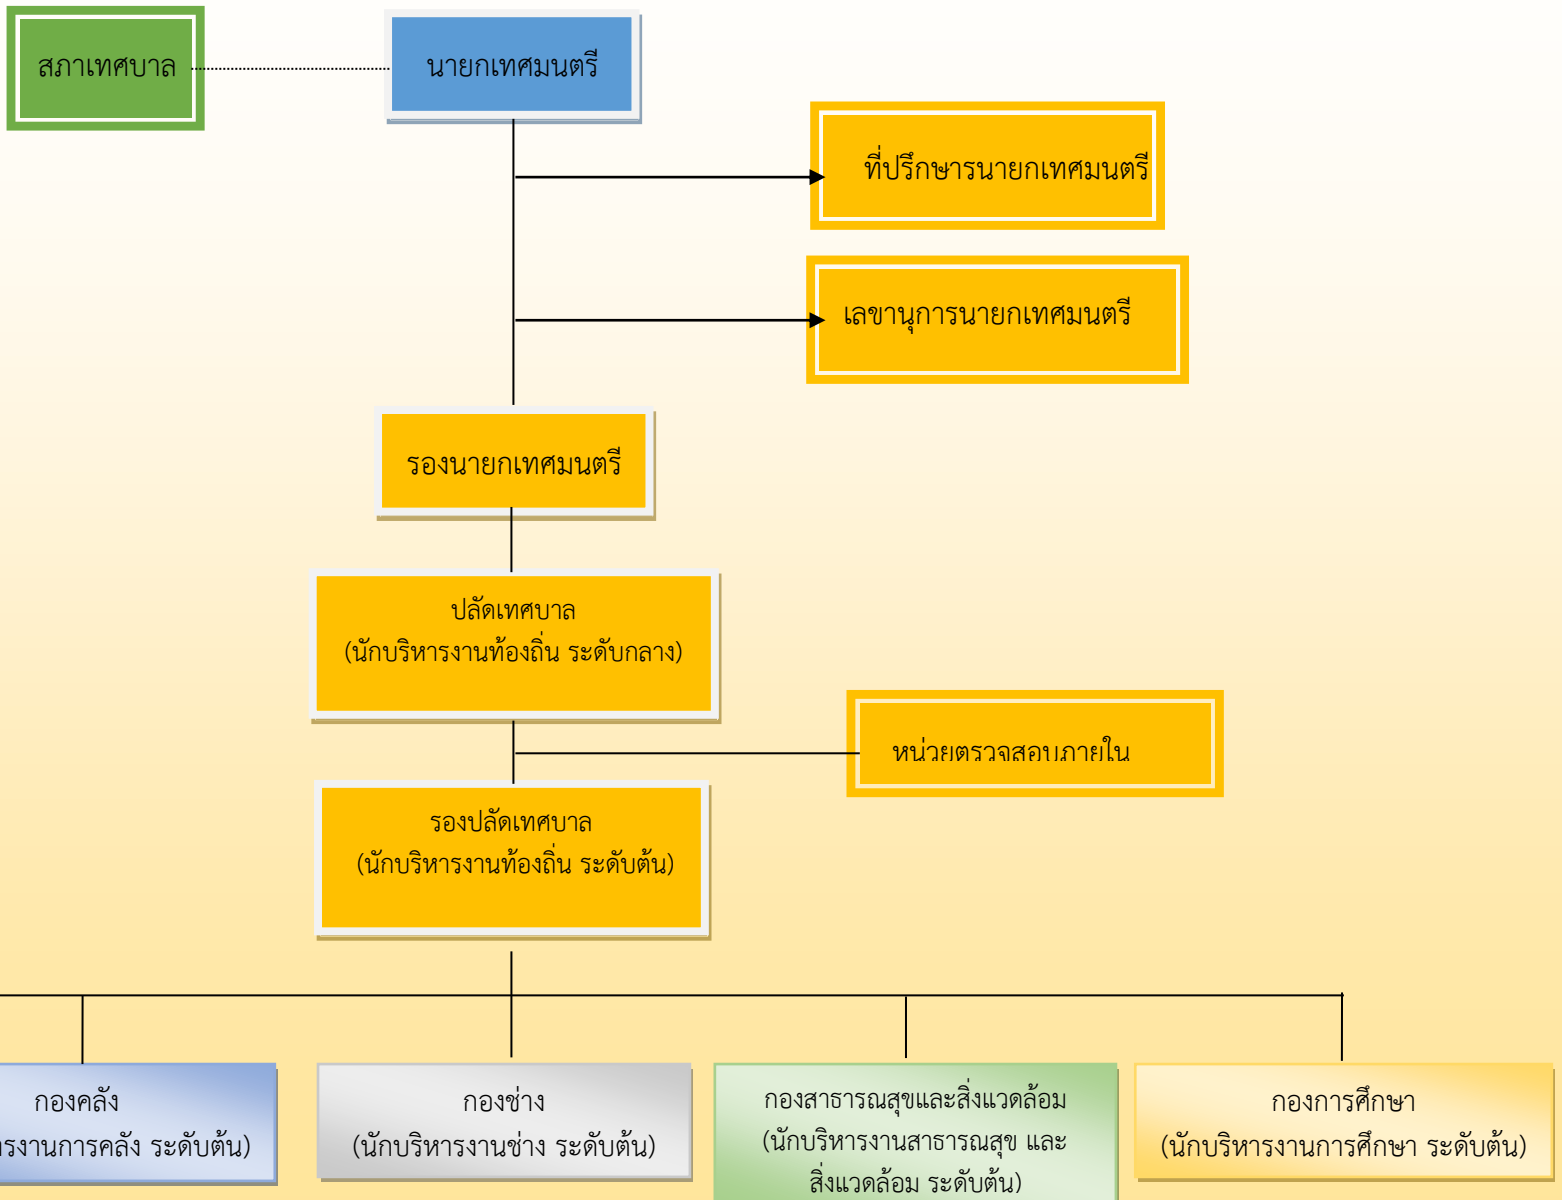 สภาเทศบาล
นายกเทศมนตรี
ที่ปรึกษารนายกเทศมนตรี
เลขานุการนายกเทศมนตรี
รองนายกเทศมนตรี
ปลัดเทศบาล
(นักบริหารงานท้องถิ่น ระดับกลาง)
หน่วยตรวจสอบภายใน
รองปลัดเทศบาล
(นักบริหารงานท้องถิ่น ระดับต้น)
กองคลัง
ารงานการคลัง ระดับต้น)
กองช่าง
(นักบริหารงานช่าง ระดับต้น)
กองสาธารณสุขและสิ่งแวดล้อม
(นักบริหารงานสาธารณสุข และ
สิ่งแวดล้อม ระดับต้น)
กองการศึกษา
(นักบริหารงานการศึกษา ระดับต้น)